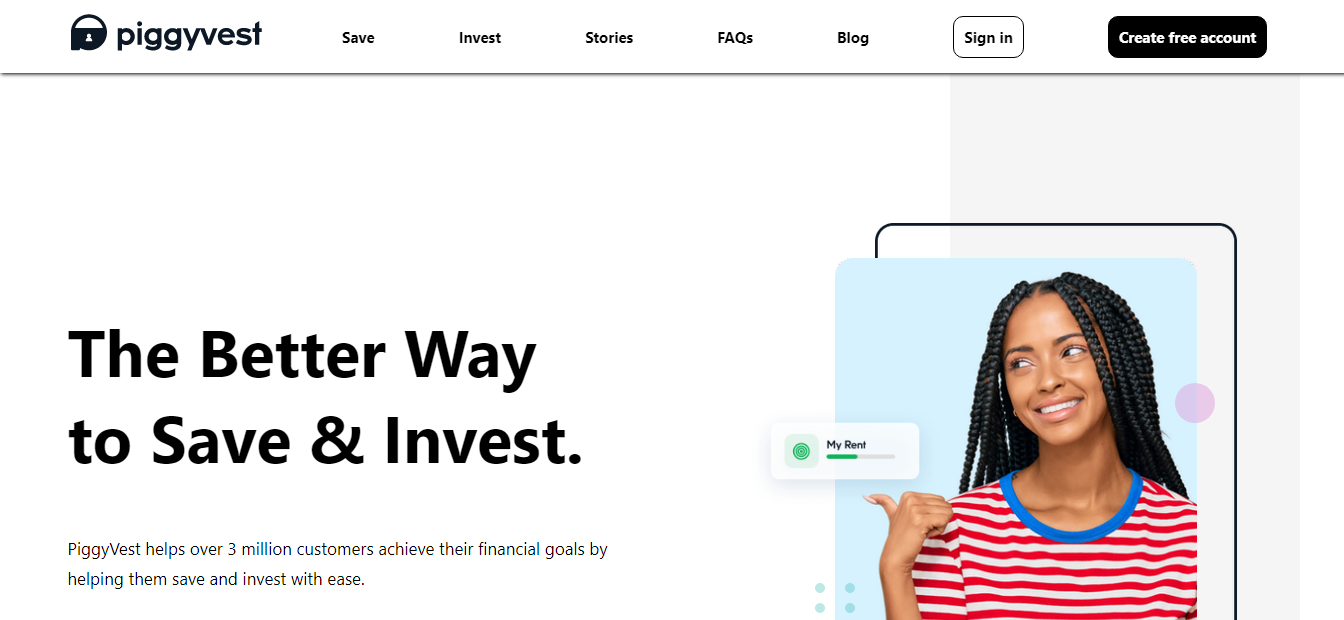 piggyvest
Save
Invest
Stories
FAQs
Blog
Sign in
Create free account
The Better Way
to Save & Invest.
My Rent
PiggyVest helps over 3 million customers achieve their financial goals by
helping them save and invest with ease.